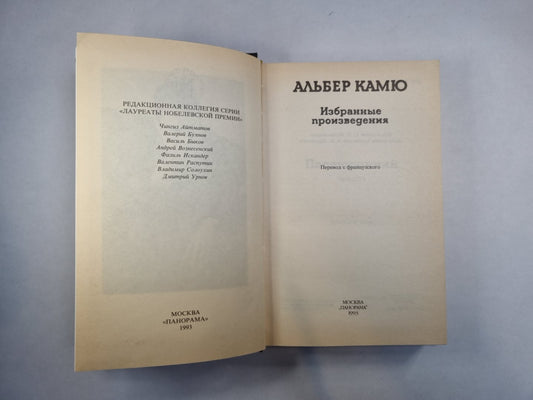 РЕДАКЦИОННАЯ КОЛЛЕГИЯ СЕРИИ
«ЛАУРЕАТЫ НОБЕЛЕВСКОЙ ПРЕМИИ»
Чингиз Айтматов
Валерий Бузнов
Василь Быков
Андрей Вознесенский
Фазиль Искандер
Валентин Распутин
Владимир Солоухин
Дмитрий Урнов
МОСКВА
«ПАНОРАМА»
1993
АЛЬБЕР КАМЮ
Избранные
произведения
Перевод с французского
МОСКВА
"ПАНОРАМА"
1993